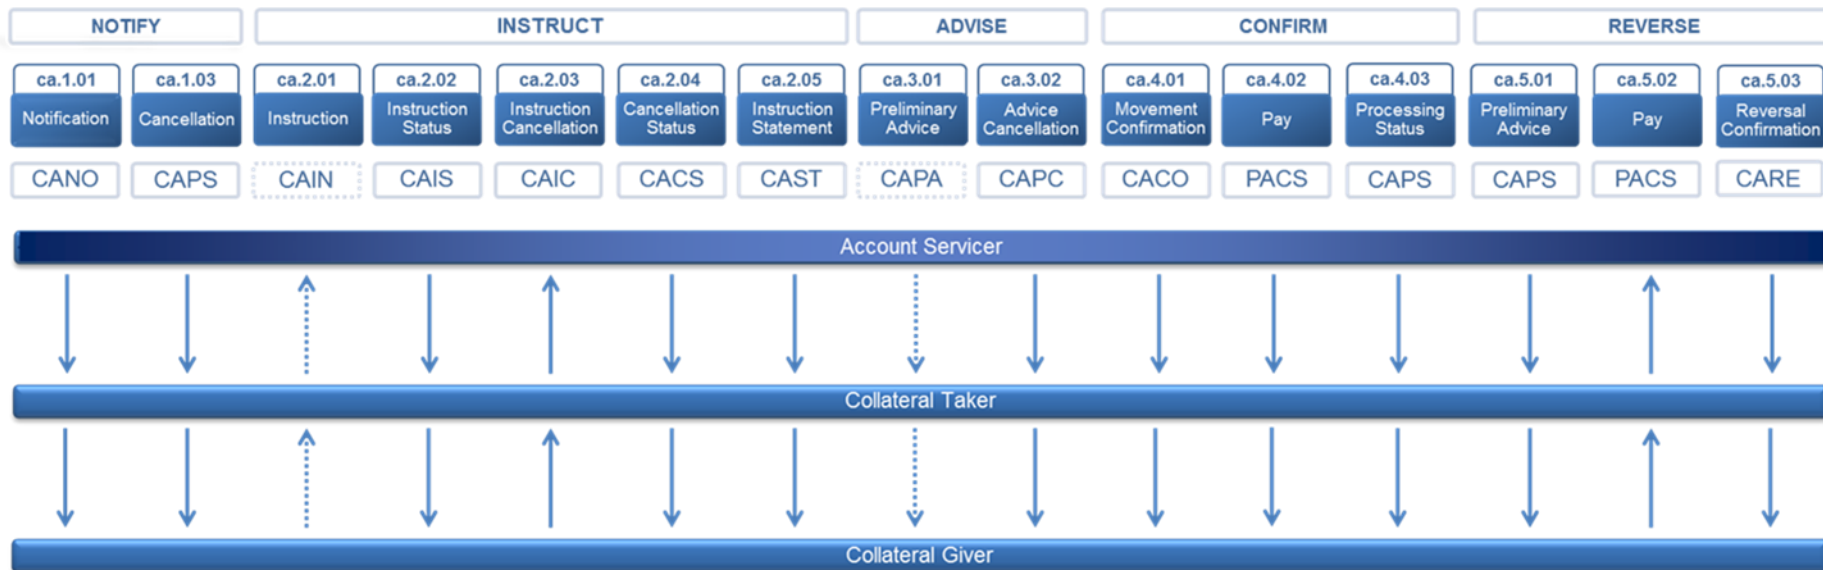 NOTIFY INSTRUCT ADVISE CONFIRM REVERSE
ca.1.01 ca.1.03 ca.2.01 ca.2.02 ca.2.03 ca.2.04 ca.2.05 ca.3.01 ca.3.02 ca.4.01 ca.4.02 ca.4.03 ca.5.01 ca.5.02 ca.5.03
Notification
Cancellation
Instruction
Instruction
Status
Instruction
Cancellation
Cancellation
Status
Instruction
Statement
Preliminary
Advice
Advice
Cancellation
Movement
Confirmation
Pay
Processing
Status
Preliminary
Advice
Pay
Reversal
Confirmation
CANO CAPS CAIN CAIS CAIC CACS CAST CAPA CAPC CACO PACS CAPS CAPS PACS CARE
Account Servicer
Collateral Taker
Collateral Giver